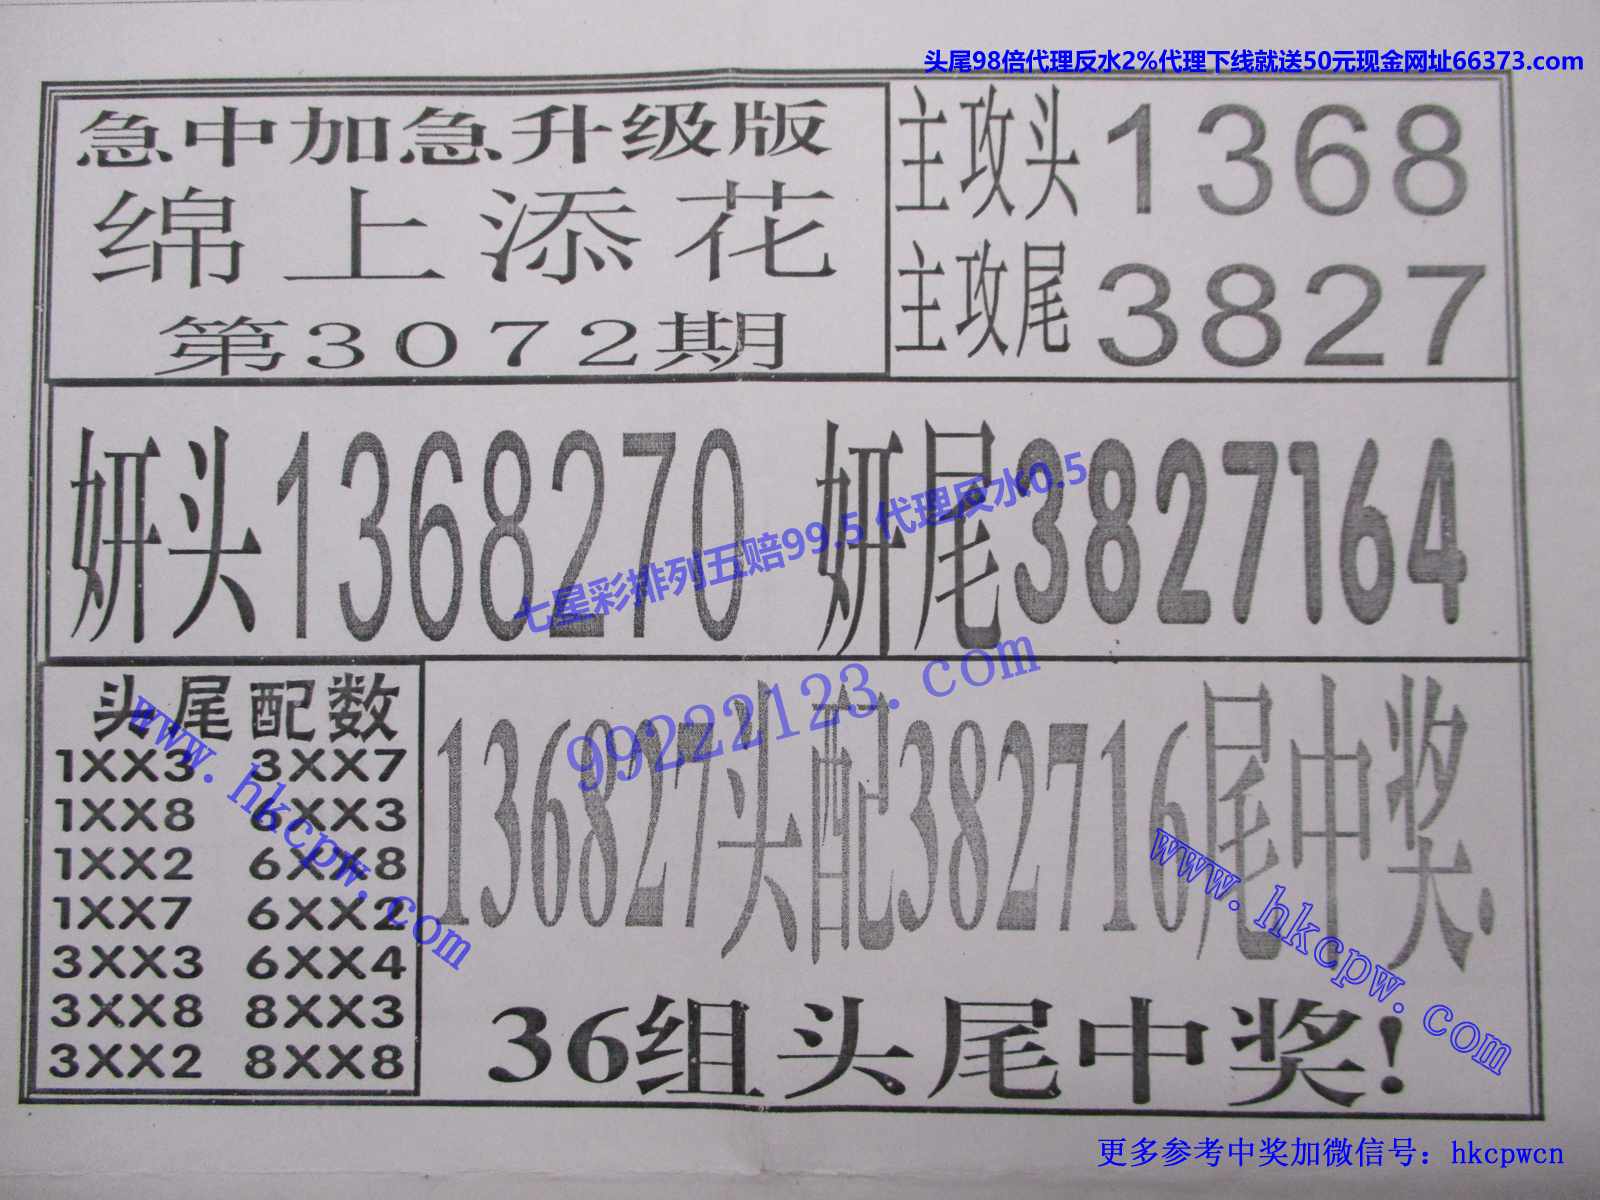 头尾98倍代理反水2%代理下线就送50元现金网址66373.com
急中加急升级版
绵上添花
第3072期
主攻头1368
主攻尾3827
妍头1368270 妍尾3827164
七星彩排列五赔99.5 代理反水0.5
99222123.com
头尾配数
1XX3 3XX7
1XX8 6XX3
1XX2 6XX8
1XX7 6XX2
3XX3 6XX4
3XX8 8XX3
3XX2 8XX8
www.hkcpw.com
136827头配382716尾中奖.
www.hkcpw.com
36组头尾中奖!
更多参考中奖加微信号：hkcpwcn